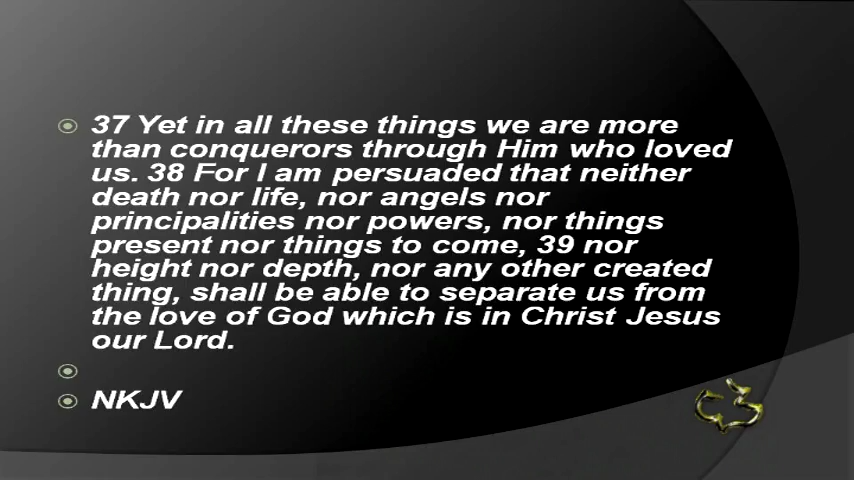 37 Yet in all these things we are more
than conquerors through Him who loved
us. 38 For I am persuaded that neither
death nor life, nor angels nor
principalities nor powers, nor things
present nor things to come, 39 nor
height nor depth, nor any other created
thing, shall be able to separate us from
the love of God which is in Christ Jesus
our Lord.
NKJV